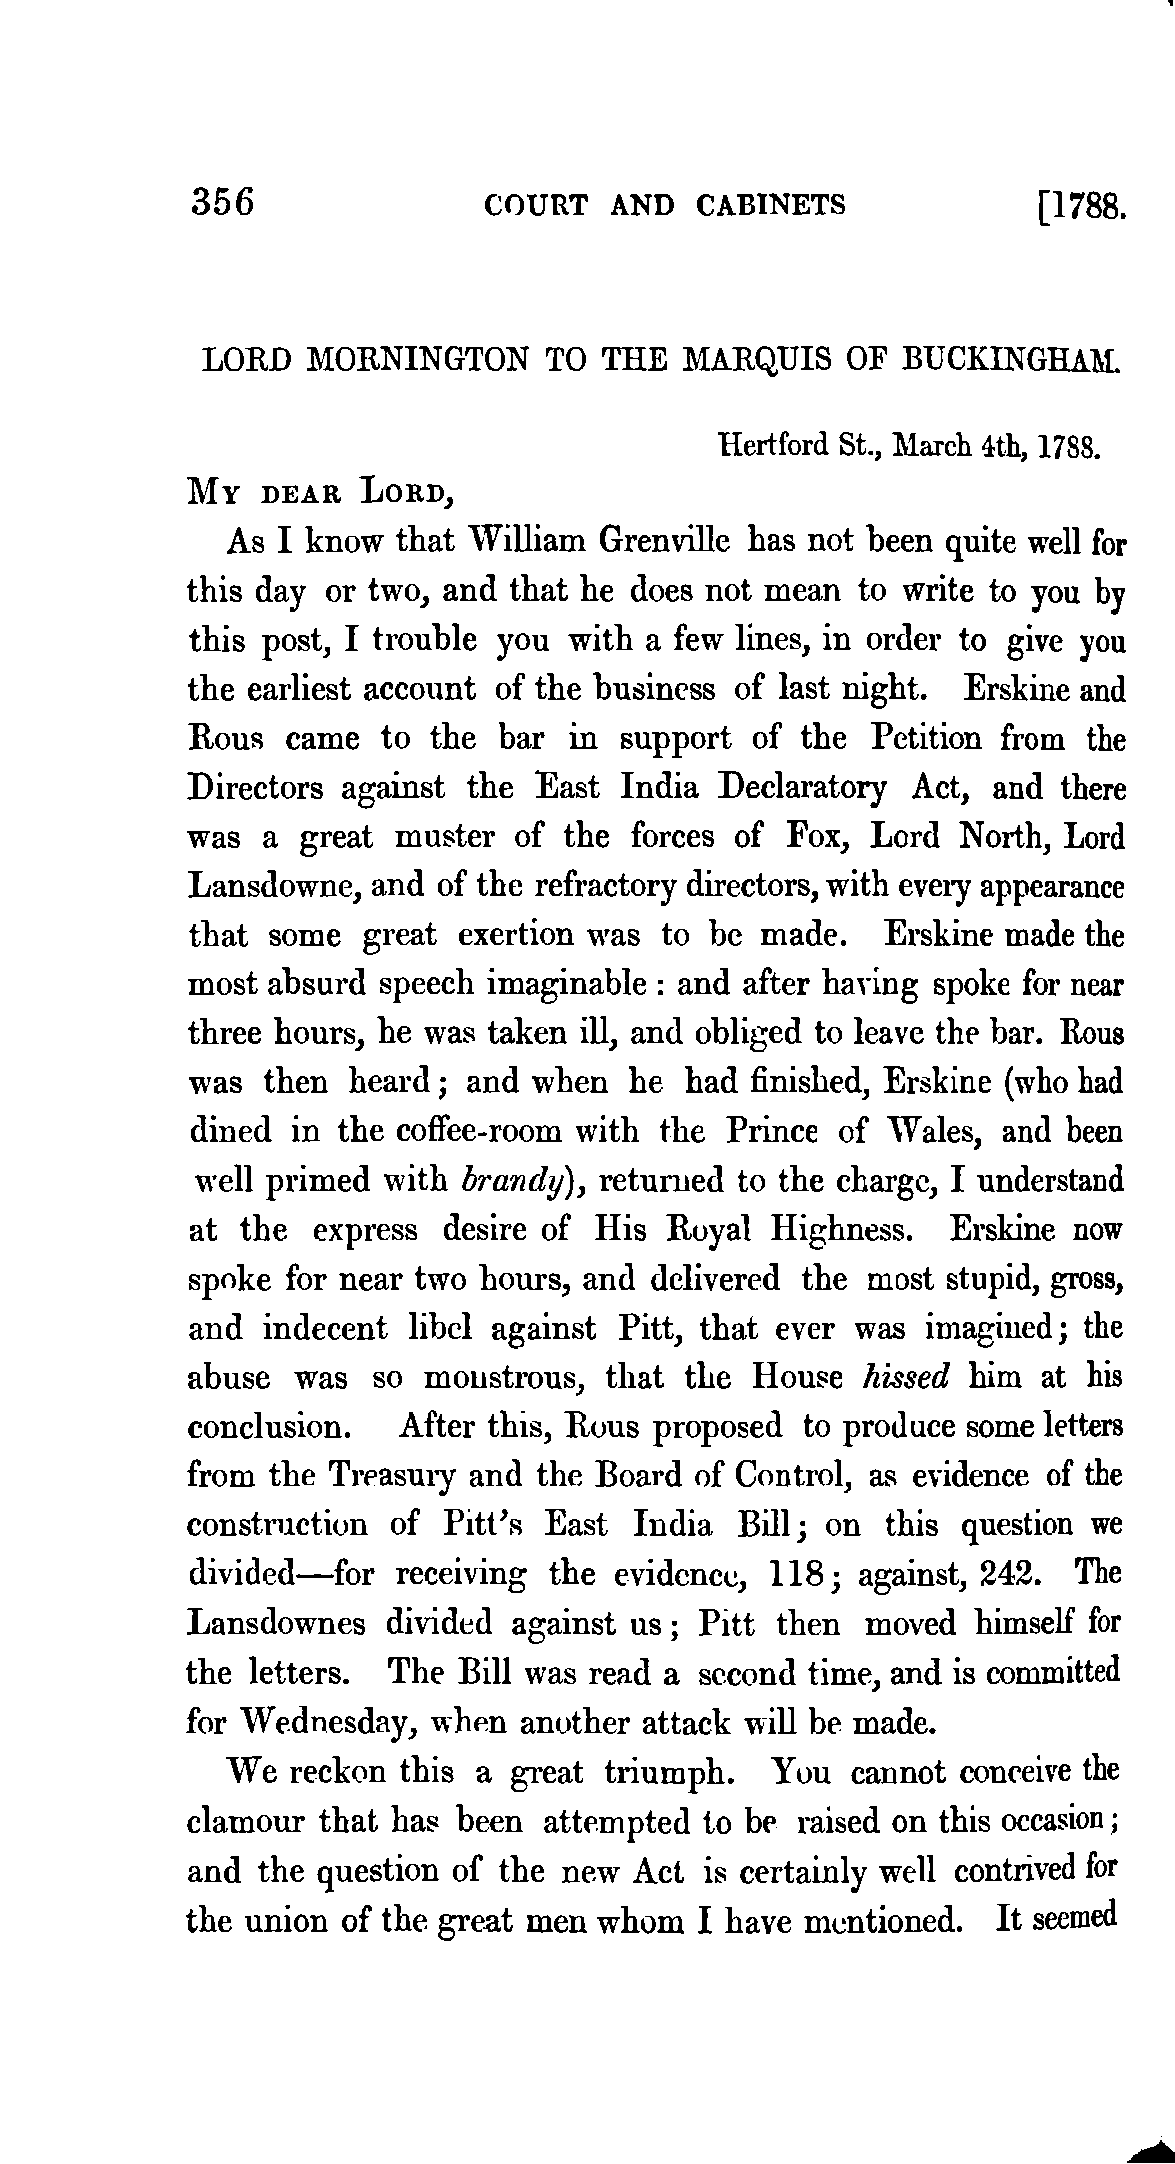 356 COURT AND CABINETS [1788.
LORD MORNINGTON TO THE MARQUIS OF BUCKINGHAM.
Hertford St., March 4th, 1788.
MY DEAR LORD,
As I know that William Grenville has not been quite well for
this day or two, and that he does not mean to write to you by
this post, I trouble you with a few lines, in order to give you
the earliest account of the business of last night. Erskine and
Rous came to the bar in support of the Petition from the
Directors against the East India Declaratory Act, and there
was a great muster of the forces of Fox, Lord North, Lord
Lansdowne, and of the refractory directors, with every appearance
that some great exertion was to be made. Erskine made the
most absurd speech imaginable : and after having spoke for near
three hours, he was taken ill, and obliged to leave the bar. Rous
was then heard ; and when he had finished, Erskine (who had
dined in the coffee-room with the Prince of Wales, and been
well primed with brandy), returned to the charge, I understand
at the express desire of His Royal Highness. Erskine now
spoke for near two hours, and delivered the most stupid, gross,
and indecent libel against Pitt, that ever was imagined ; the
abuse was so monstrous, that the House hissed him at his
conclusion. After this, Rous proposed to produce some letters
from the Treasury and the Board of Control, as evidence of the
construction of Pitt's East India Bill ; on this question we
divided—for receiving the evidence, 118 ; against, 242. The
Lansdownes divided against us ; Pitt then moved himself for
the letters. The Bill was read a second time, and is committed
for Wednesday, when another attack will be made.
We reckon this a great triumph. You cannot conceive the
clamour that has been attempted to be raised on this occasion ;
and the question of the new Act is certainly well contrived for
the union of the great men whom I have mentioned. It seemed